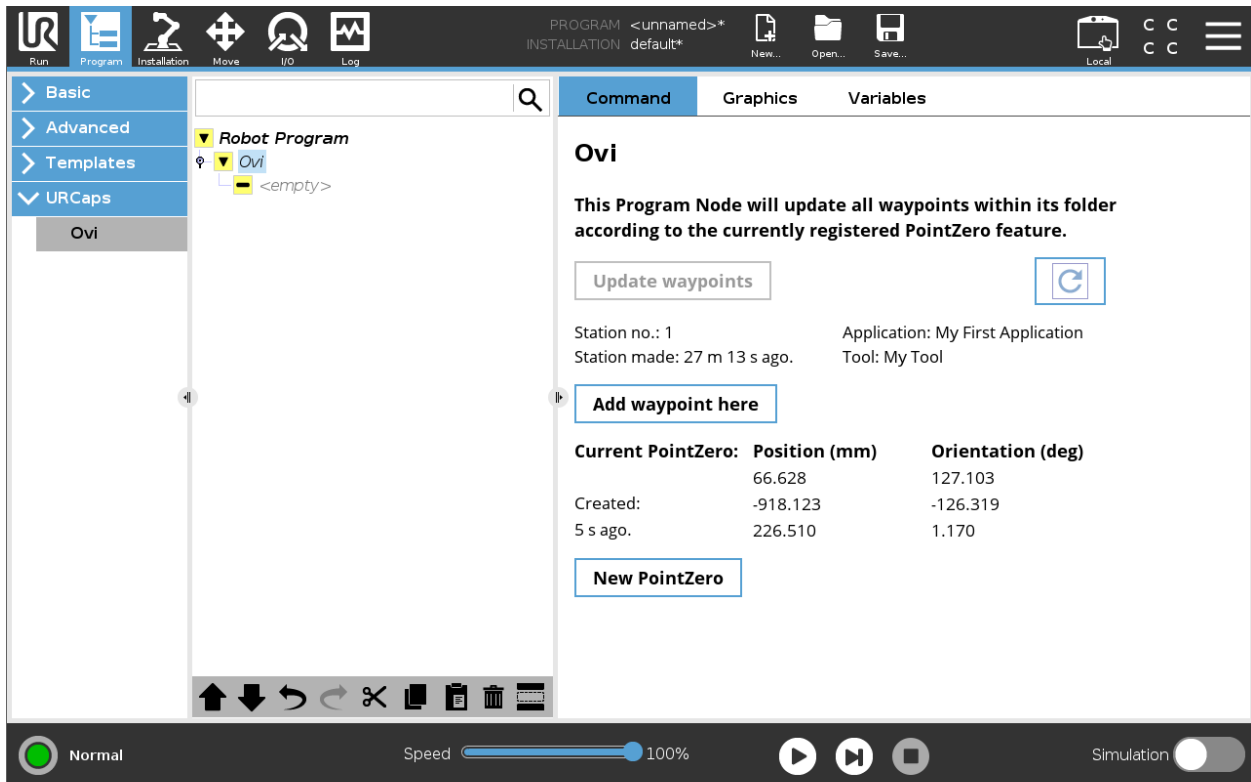 PROGRAM <unnamed>*
INSTALLATION default*
UR
Run
Program
Installation
Move
I/O
Log
New...
Open...
Save...
Local
C C
C C
Basic
Advanced
Templates
URCaps
Ovi
Robot Program
Ovi
<empty>
Command Graphics Variables
Ovi
This Program Node will update all waypoints within its folder
according to the currently registered PointZero feature.
Update waypoints
Station no.: 1 Application: My First Application
Station made: 27 m 13 s ago. Tool: My Tool
Add waypoint here
Current PointZero: Position (mm) Orientation (deg)
66.628 127.103
Created: -918.123 -126.319
5 s ago. 226.510 1.170
New PointZero
Normal
Speed 100%
Simulation